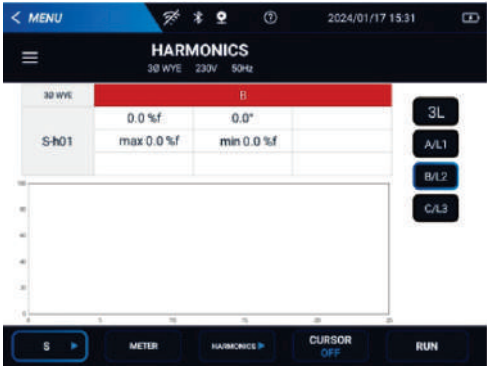 < MENU 2024/01/17 15:31
HARMONICS
3Ø WYE 230V 50Hz
3Ø WYE B
0.0 %f 0.0°
S-h01 max 0.0 %f min 0.0 %f
3L
A/L1
B/L2
C/L3
100
80
60
40
20
0
0 5 10 15 20 25
S METER HARMONICS CURSOR OFF RUN